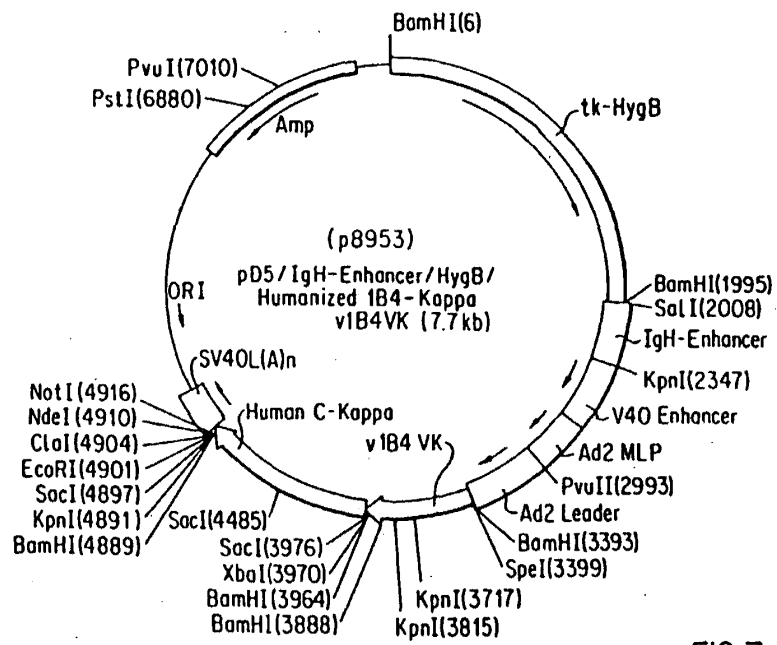 BamHI(6)
PvuI(7010)
PstI(6880)
Amp
tk-HygB
(p8953)
pD5/IgH-Enhancer/HygB/
Humanized 1B4-Kappa
v1B4VK (7.7kb)
BamHI(1995)
SalI(2008)
IgH-Enhancer
KpnI(2347)
V40 Enhancer
Ad2 MLP
PvuII(2993)
Ad2 Leader
BamHI(3393)
SpeI(3399)
ORI
SV40L(A)n
NotI(4916)
NdeI(4910)
ClaI(4904)
EcoRI(4901)
SacI(4897)
KpnI(4891)
BamHI(4889)
Human C-Kappa
v1B4 VK
SacI(4485)
SacI(3976)
XbaI(3970)
BamHI(3964)
BamHI(3888)
KpnI(3717)
KpnI(3815)